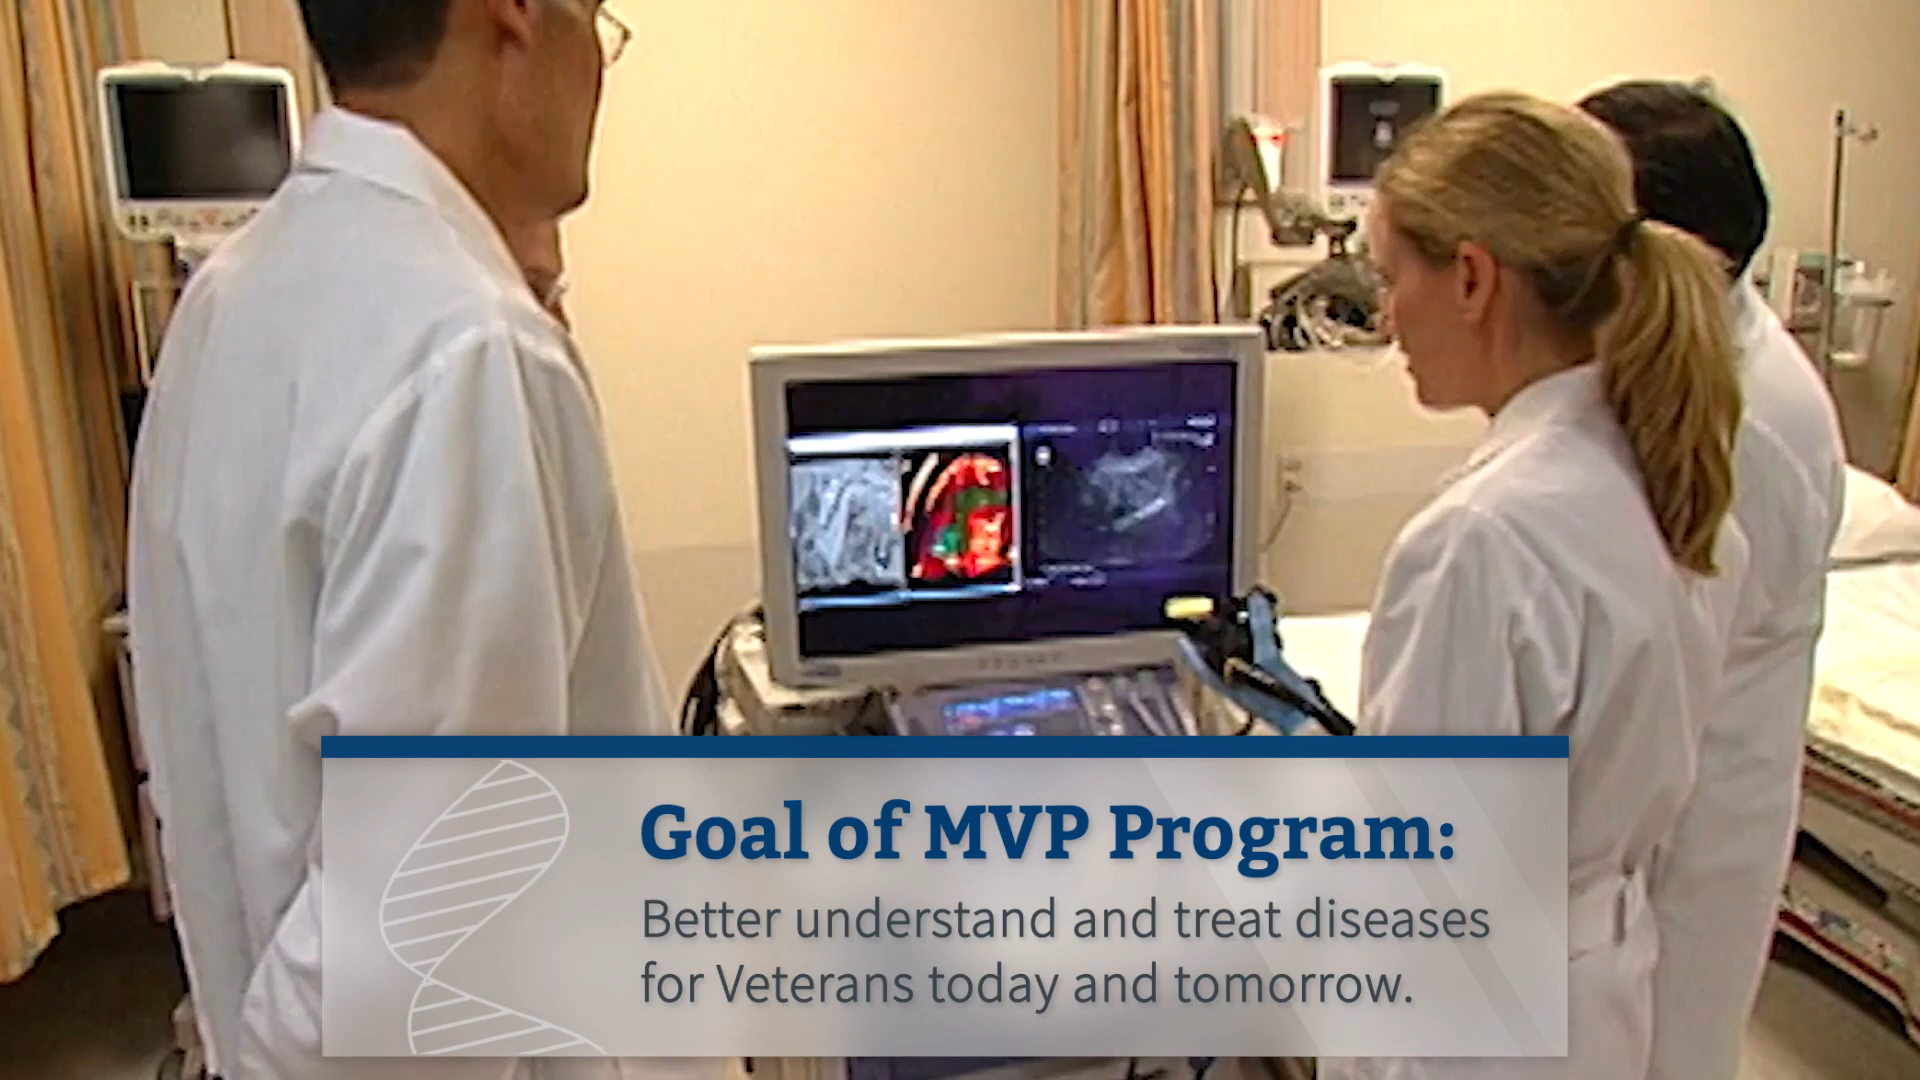 Goal of MVP Program:
Better understand and treat diseases
for Veterans today and tomorrow.